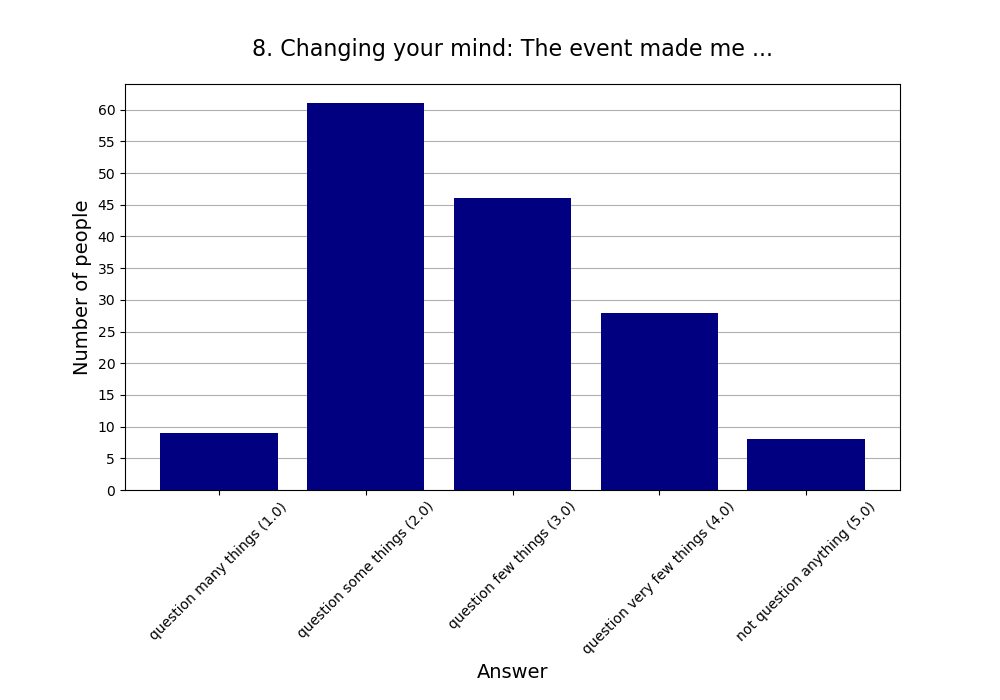 8. Changing your mind: The event made me ...
Number of people
60
55
50
45
40
35
30
25
20
15
10
5
0
question many things (1.0)
question some things (2.0)
question few things (3.0)
question very few things (4.0)
not question anything (5.0)
Answer